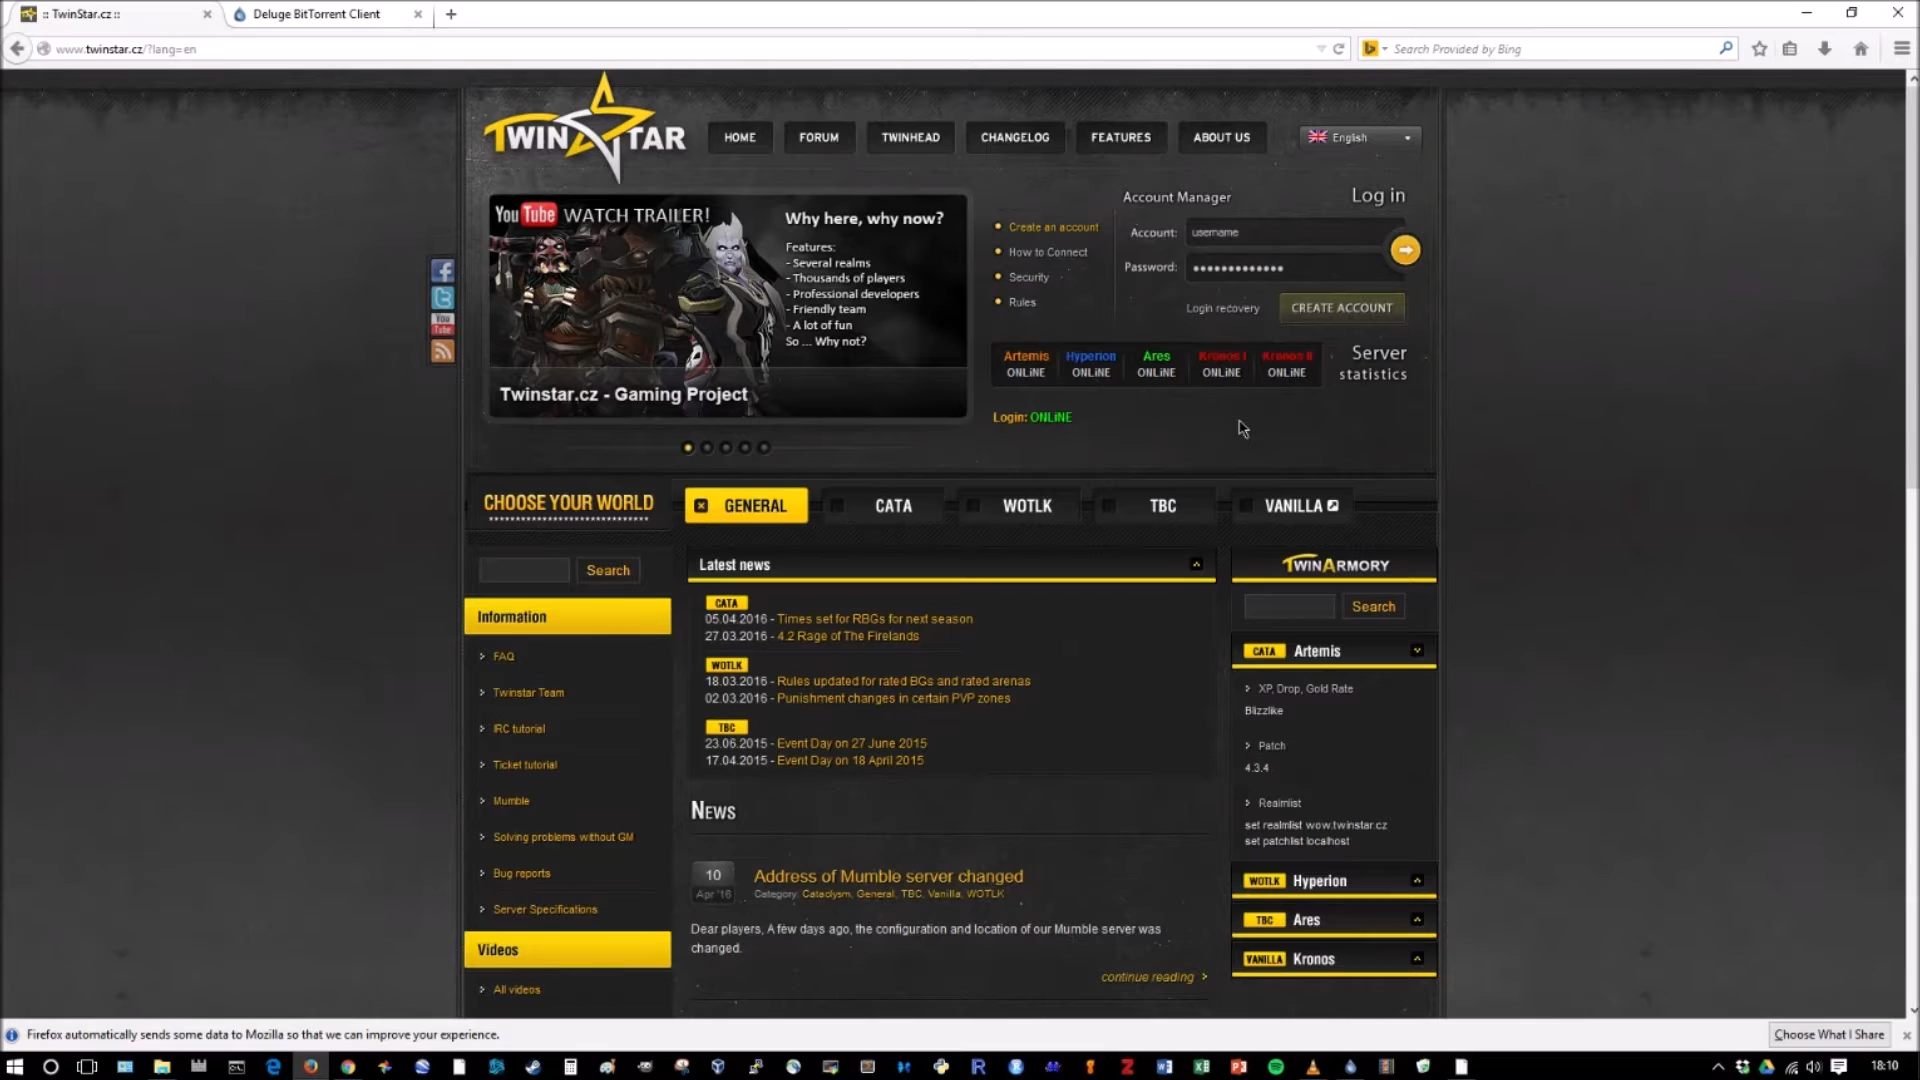 :: TwinStar.cz ::
Deluge BitTorrent Client
www.twinstar.cz/?lang=en
Search Provided by Bing
TWINSTAR
HOME
FORUM
TWINHEAD
CHANGELOG
FEATURES
ABOUT US
English
You Tube WATCH TRAILER!
Why here, why now?
Features:
- Several realms
- Thousands of players
- Professional developers
- Friendly team
- A lot of fun
So ... Why not?
Twinstar.cz - Gaming Project
Create an account
How to Connect
Security
Rules
Account Manager
Log in
Account: username
Password: •••••••••••••
Login recovery
CREATE ACCOUNT
Artemis Hyperion Ares Kronos I Kronos II
ONLiNE ONLiNE ONLiNE ONLiNE ONLiNE
Server
statistics
Login: ONLiNE
You
Tube
CHOOSE YOUR WORLD
GENERAL
CATA
WOTLK
TBC
VANILLA
Search
Information
FAQ
Twinstar Team
IRC tutorial
Ticket tutorial
Mumble
Solving problems without GM
Bug reports
Server Specifications
Videos
All videos
Latest news
CATA
05.04.2016 - Times set for RBGs for next season
27.03.2016 - 4.2 Rage of The Firelands
WOTLK
18.03.2016 - Rules updated for rated BGs and rated arenas
02.03.2016 - Punishment changes in certain PVP zones
TBC
23.06.2015 - Event Day on 27 June 2015
17.04.2015 - Event Day on 18 April 2015
News
10
Apr '16
Address of Mumble server changed
Category: Cataclysm, General, TBC, Vanilla, WOTLK
Dear players, A few days ago, the configuration and location of our Mumble server was
changed.
continue reading
TWINARMORY
Search
CATA Artemis
XP, Drop, Gold Rate
Blizzlike
Patch
4.3.4
Realmlist
set realmlist wow.twinstar.cz
set patchlist localhost
WOTLK Hyperion
TBC Ares
VANILLA Kronos
Firefox automatically sends some data to Mozilla so that we can improve your experience.
Choose What I Share
18:10